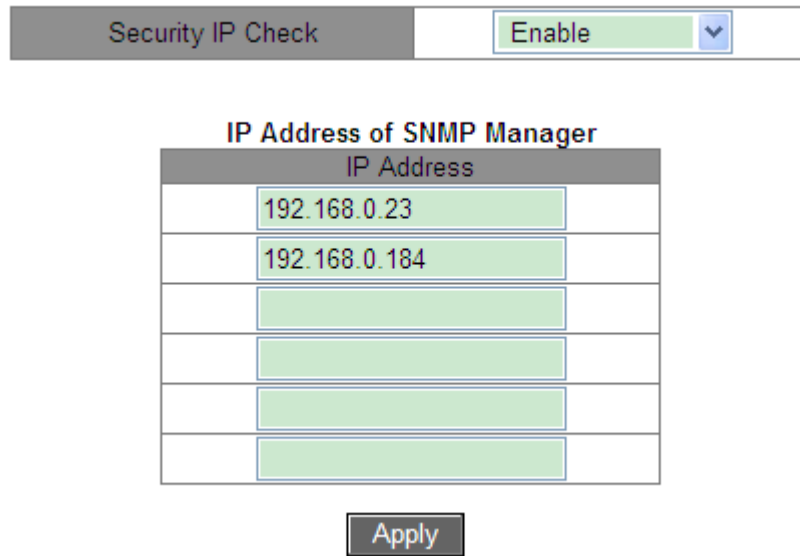 Security IP Check Enable
IP Address of SNMP Manager
IP Address
192.168.0.23
192.168.0.184
Apply